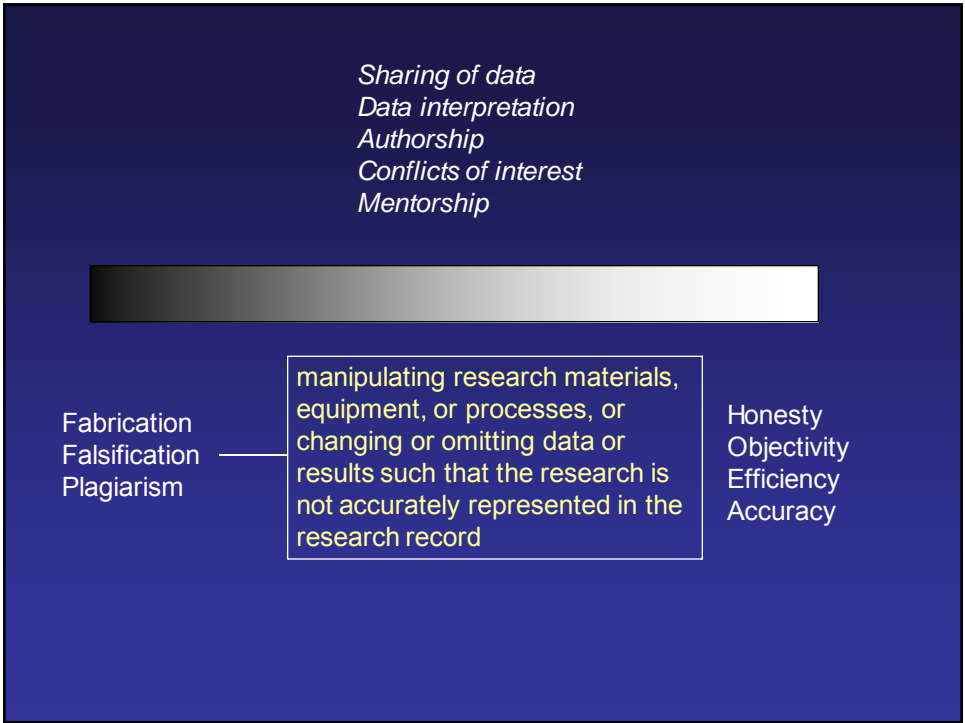 Sharing of data
Data interpretation
Authorship
Conflicts of interest
Mentorship
Fabrication
Falsification
Plagiarism
manipulating research materials,
equipment, or processes, or
changing or omitting data or
results such that the research is
not accurately represented in the
research record
Honesty
Objectivity
Efficiency
Accuracy